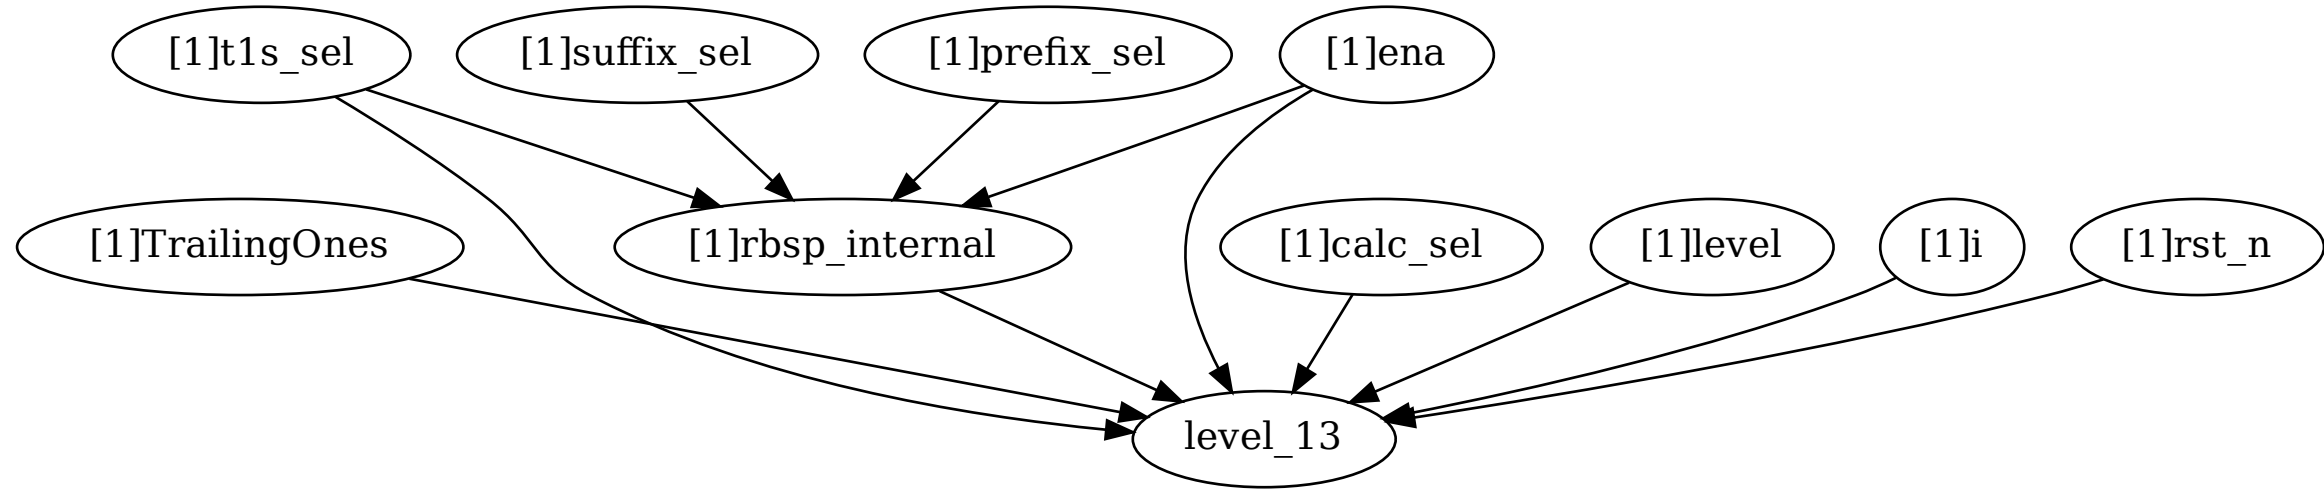 [1]t1s_sel
[1]suffix_sel
[1]prefix_sel
[1]ena
[1]TrailingOnes
[1]rbsp_internal
[1]calc_sel
[1]level
[1]i
[1]rst_n
level_13